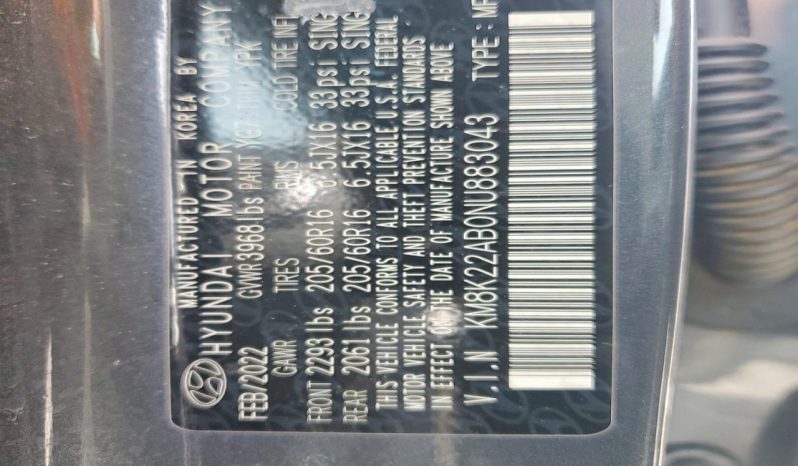 MANUFACTURED IN KOREA BY
HYUNDAI MOTOR COMPANY
FEB/2022 GVWR 3968 lbs PAINT YG7 TRIM YPK
GAWR TIRES RMS COLD TIRE INFL
FRONT 2293 lbs 205/60R16 6.5JX16 33psi SING
REAR 2061 lbs 205/60R16 6.5JX16 33psi SING
THIS VEHICLE CONFORMS TO ALL APPLICABLE U.S.A. FEDERAL
MOTOR VEHICLE SAFETY AND THEFT PREVENTION STANDARDS
IN EFFECT ON THE DATE OF MANUFACTURE SHOWN ABOVE
V.I.N KM8K22AB0NU883043 TYPE: MP